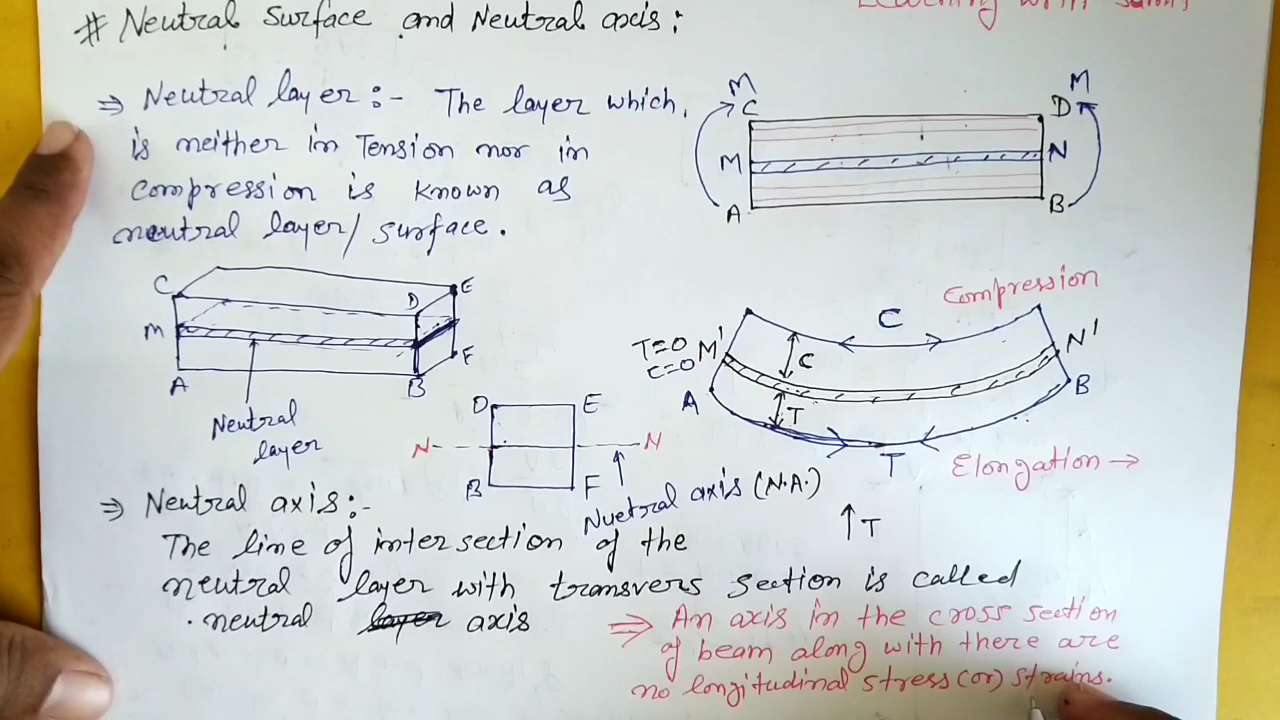 # Neutral Surface and Neutral axis:
Learning with
⇒ Neutral layer :- The layer which
is neither in Tension nor in
compression is known as
neutral layer/surface.
M M
C D
M N
A B
C E
D
M
F
A B
Neutral
layer
Compression
C
T=0 M' C N'
C=0
A T B
T
Elongation →
D E
N N
B F
Nuetral axis (N.A.)
↑ T
⇒ Neutral axis:-
The line of intersection of the
neutral layer with transvers section is called
neutral layer axis
⇒ An axis in the cross section
of beam along with there are
no longitudinal stress (or) strains.